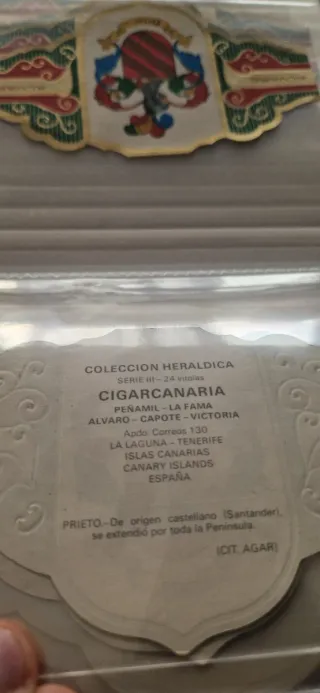 COLECCION HERALDICA
SERIE III - 24 vitolas
CIGARCANARIA
PEÑAMIL - LA FAMA
ALVARO - CAPOTE - VICTORIA
Apdo. Correos 130
LA LAGUNA - TENERIFE
ISLAS CANARIAS
CANARY ISLANDS
ESPAÑA
PRIETO.-De origen castellano (Santander),
se extendió por toda la Península.
(CIT. AGAR)